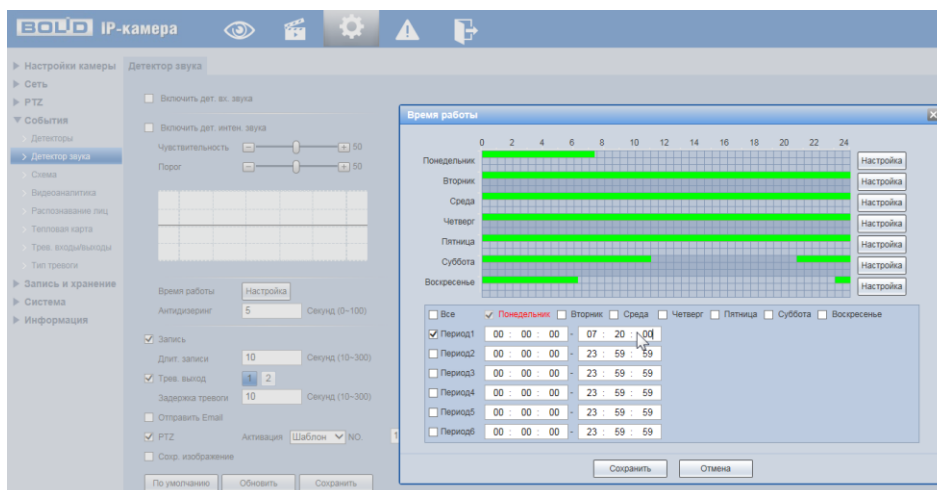 BOLID IP-камера
Настройки камеры
Сеть
PTZ
События
Детекторы
Детектор звука
Схема
Видеоаналитика
Распознавание лиц
Тепловая карта
Трев. входы/выходы
Тип тревоги
Запись и хранение
Система
Информация
Детектор звука
Включить дет. вх. звука
Включить дет. интен. звука
Чувствительность 50
Порог 50
Время работы Настройка
Антидизеринг 5 Секунд (0~100)
Запись
Длит. записи 10 Секунд (10~300)
Трев. выход 1 2
Задержка тревоги 10 Секунд (10~300)
Отправить Email
PTZ Активация Шаблон NO. 1
Сохр. изображение
По умолчанию Обновить Сохранить
Время работы
0 2 4 6 8 10 12 14 16 18 20 22 24
Понедельник Настройка
Вторник Настройка
Среда Настройка
Четверг Настройка
Пятница Настройка
Суббота Настройка
Воскресенье Настройка
Все Понедельник Вторник Среда Четверг Пятница Суббота Воскресенье
Период1 00 : 00 : 00 - 07 : 20 : 00
Период2 00 : 00 : 00 - 23 : 59 : 59
Период3 00 : 00 : 00 - 23 : 59 : 59
Период4 00 : 00 : 00 - 23 : 59 : 59
Период5 00 : 00 : 00 - 23 : 59 : 59
Период6 00 : 00 : 00 - 23 : 59 : 59
Сохранить Отмена